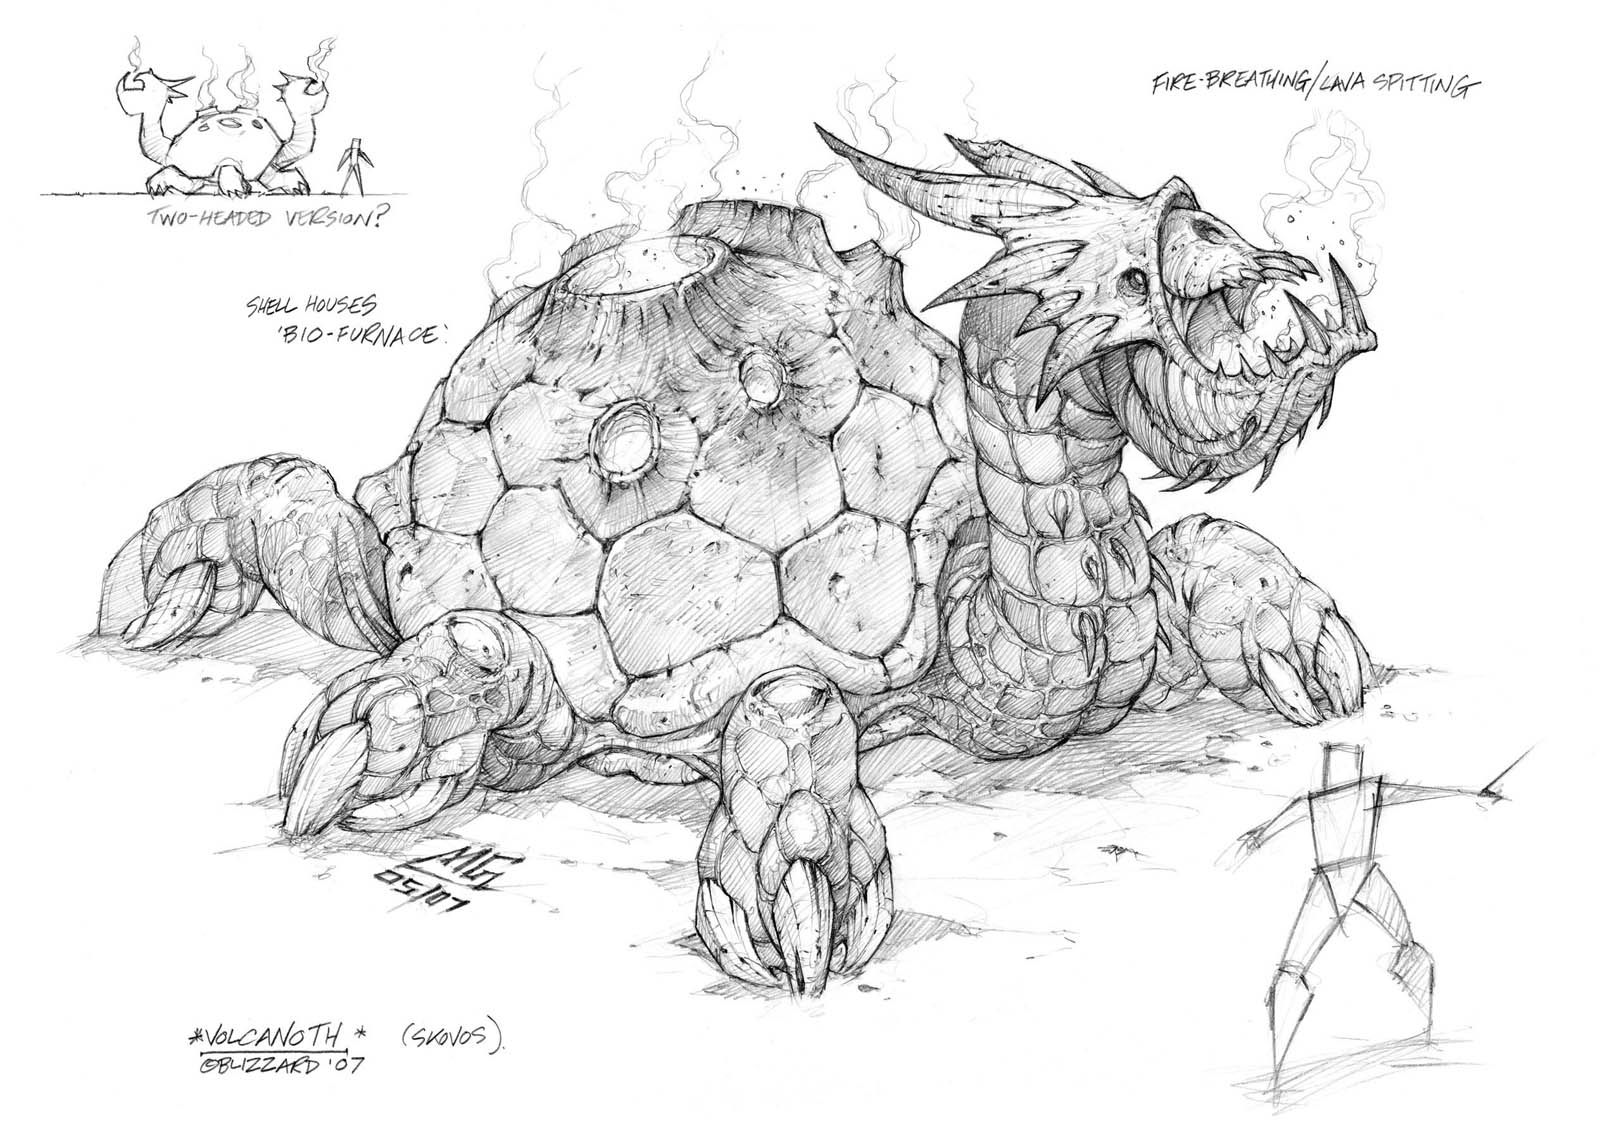 FIRE-BREATHING/LAVA SPITTING
TWO-HEADED VERSION?
SHELL HOUSES
'BIO-FURNACE'.
MG
05/07
*VOLCANOTH* (SKOVOS).
©BLIZZARD '07